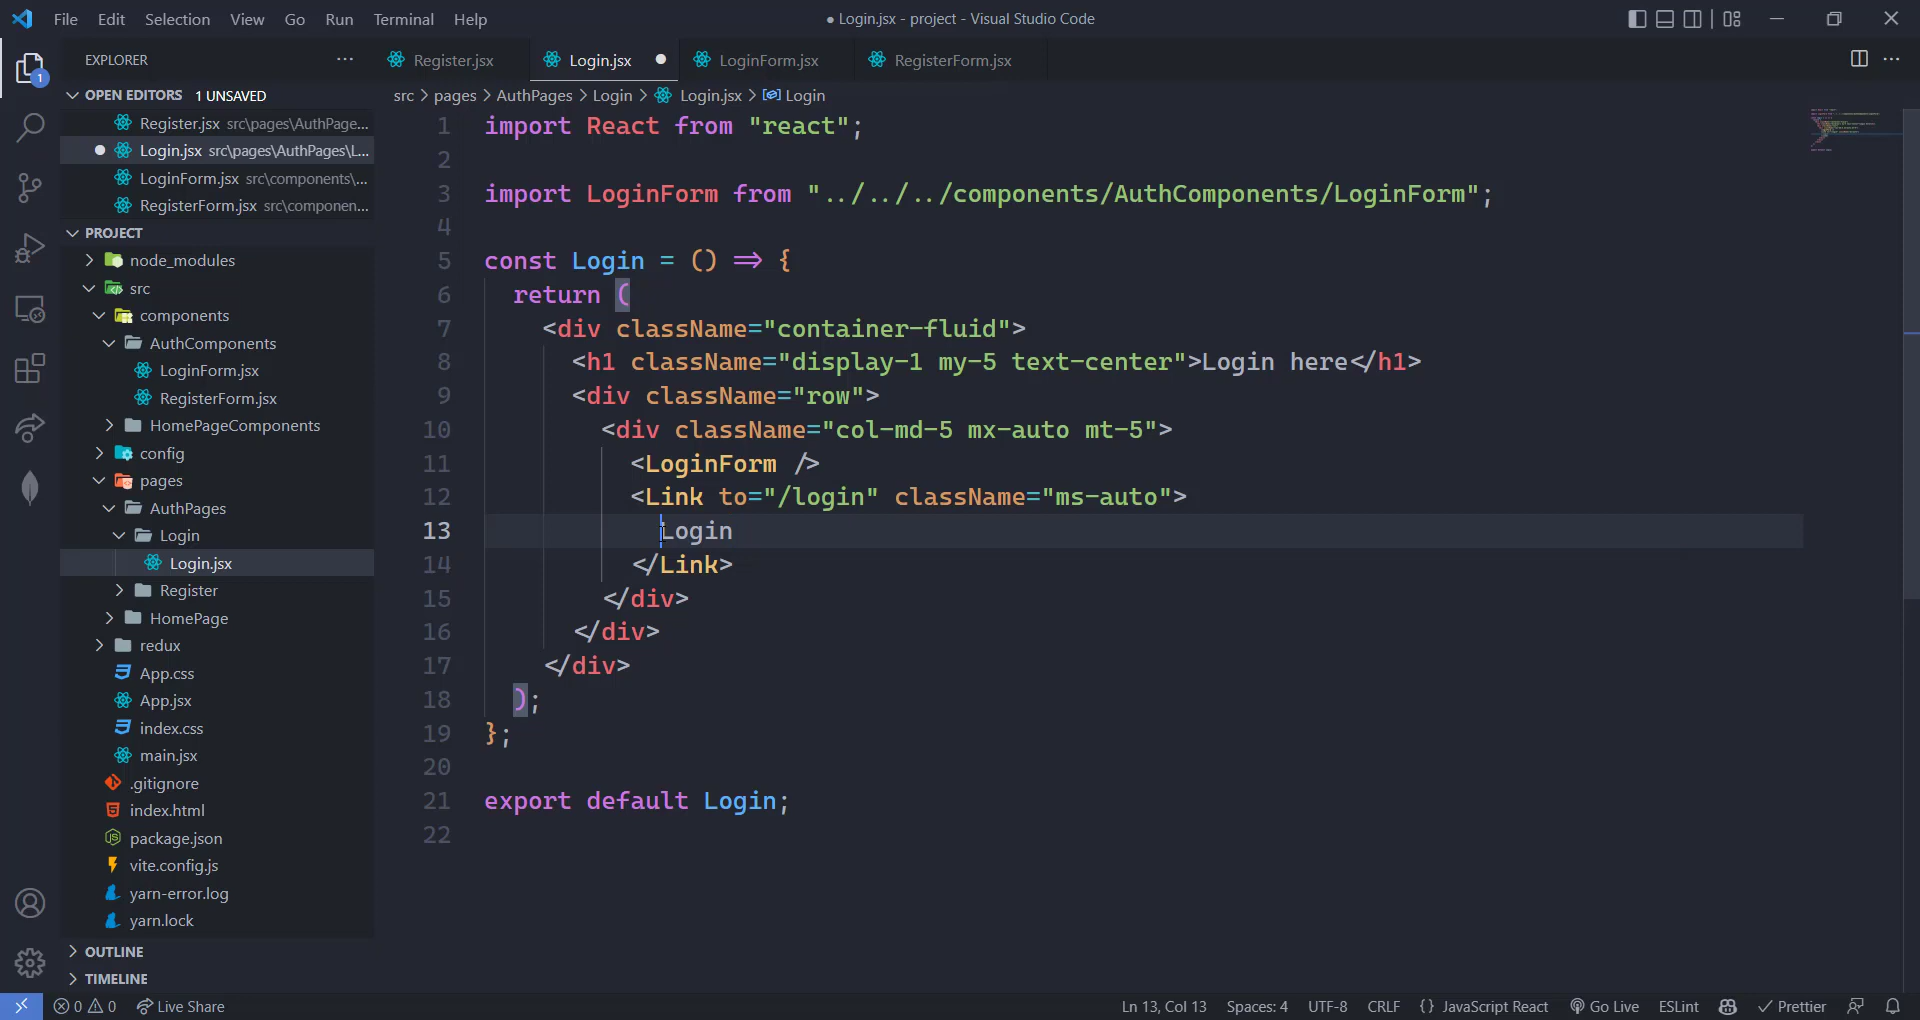 File Edit Selection View Go Run Terminal Help
● Login.jsx - project - Visual Studio Code
EXPLORER
Register.jsx
Login.jsx
LoginForm.jsx
RegisterForm.jsx
1
OPEN EDITORS 1 UNSAVED
Register.jsx src\pages\AuthPage...
Login.jsx src\pages\AuthPages\L...
LoginForm.jsx src\components\...
RegisterForm.jsx src\componen...
PROJECT
node_modules
src
components
AuthComponents
LoginForm.jsx
RegisterForm.jsx
HomePageComponents
config
pages
AuthPages
Login
Login.jsx
Register
HomePage
redux
App.css
App.jsx
index.css
main.jsx
.gitignore
index.html
package.json
vite.config.js
yarn-error.log
yarn.lock
OUTLINE
TIMELINE
src > pages > AuthPages > Login > Login.jsx > Login
1 import React from "react";
2
3 import LoginForm from "../../../components/AuthComponents/LoginForm";
4
5 const Login = () => {
6 return (
7 <div className="container-fluid">
8 <h1 className="display-1 my-5 text-center">Login here</h1>
9 <div className="row">
10 <div className="col-md-5 mx-auto mt-5">
11 <LoginForm />
12 <Link to="/login" className="ms-auto">
13 Login
14 </Link>
15 </div>
16 </div>
17 </div>
18 );
19 };
20
21 export default Login;
22
0 0 Live Share
Ln 13, Col 13 Spaces: 4 UTF-8 CRLF {} JavaScript React Go Live ESLint Prettier